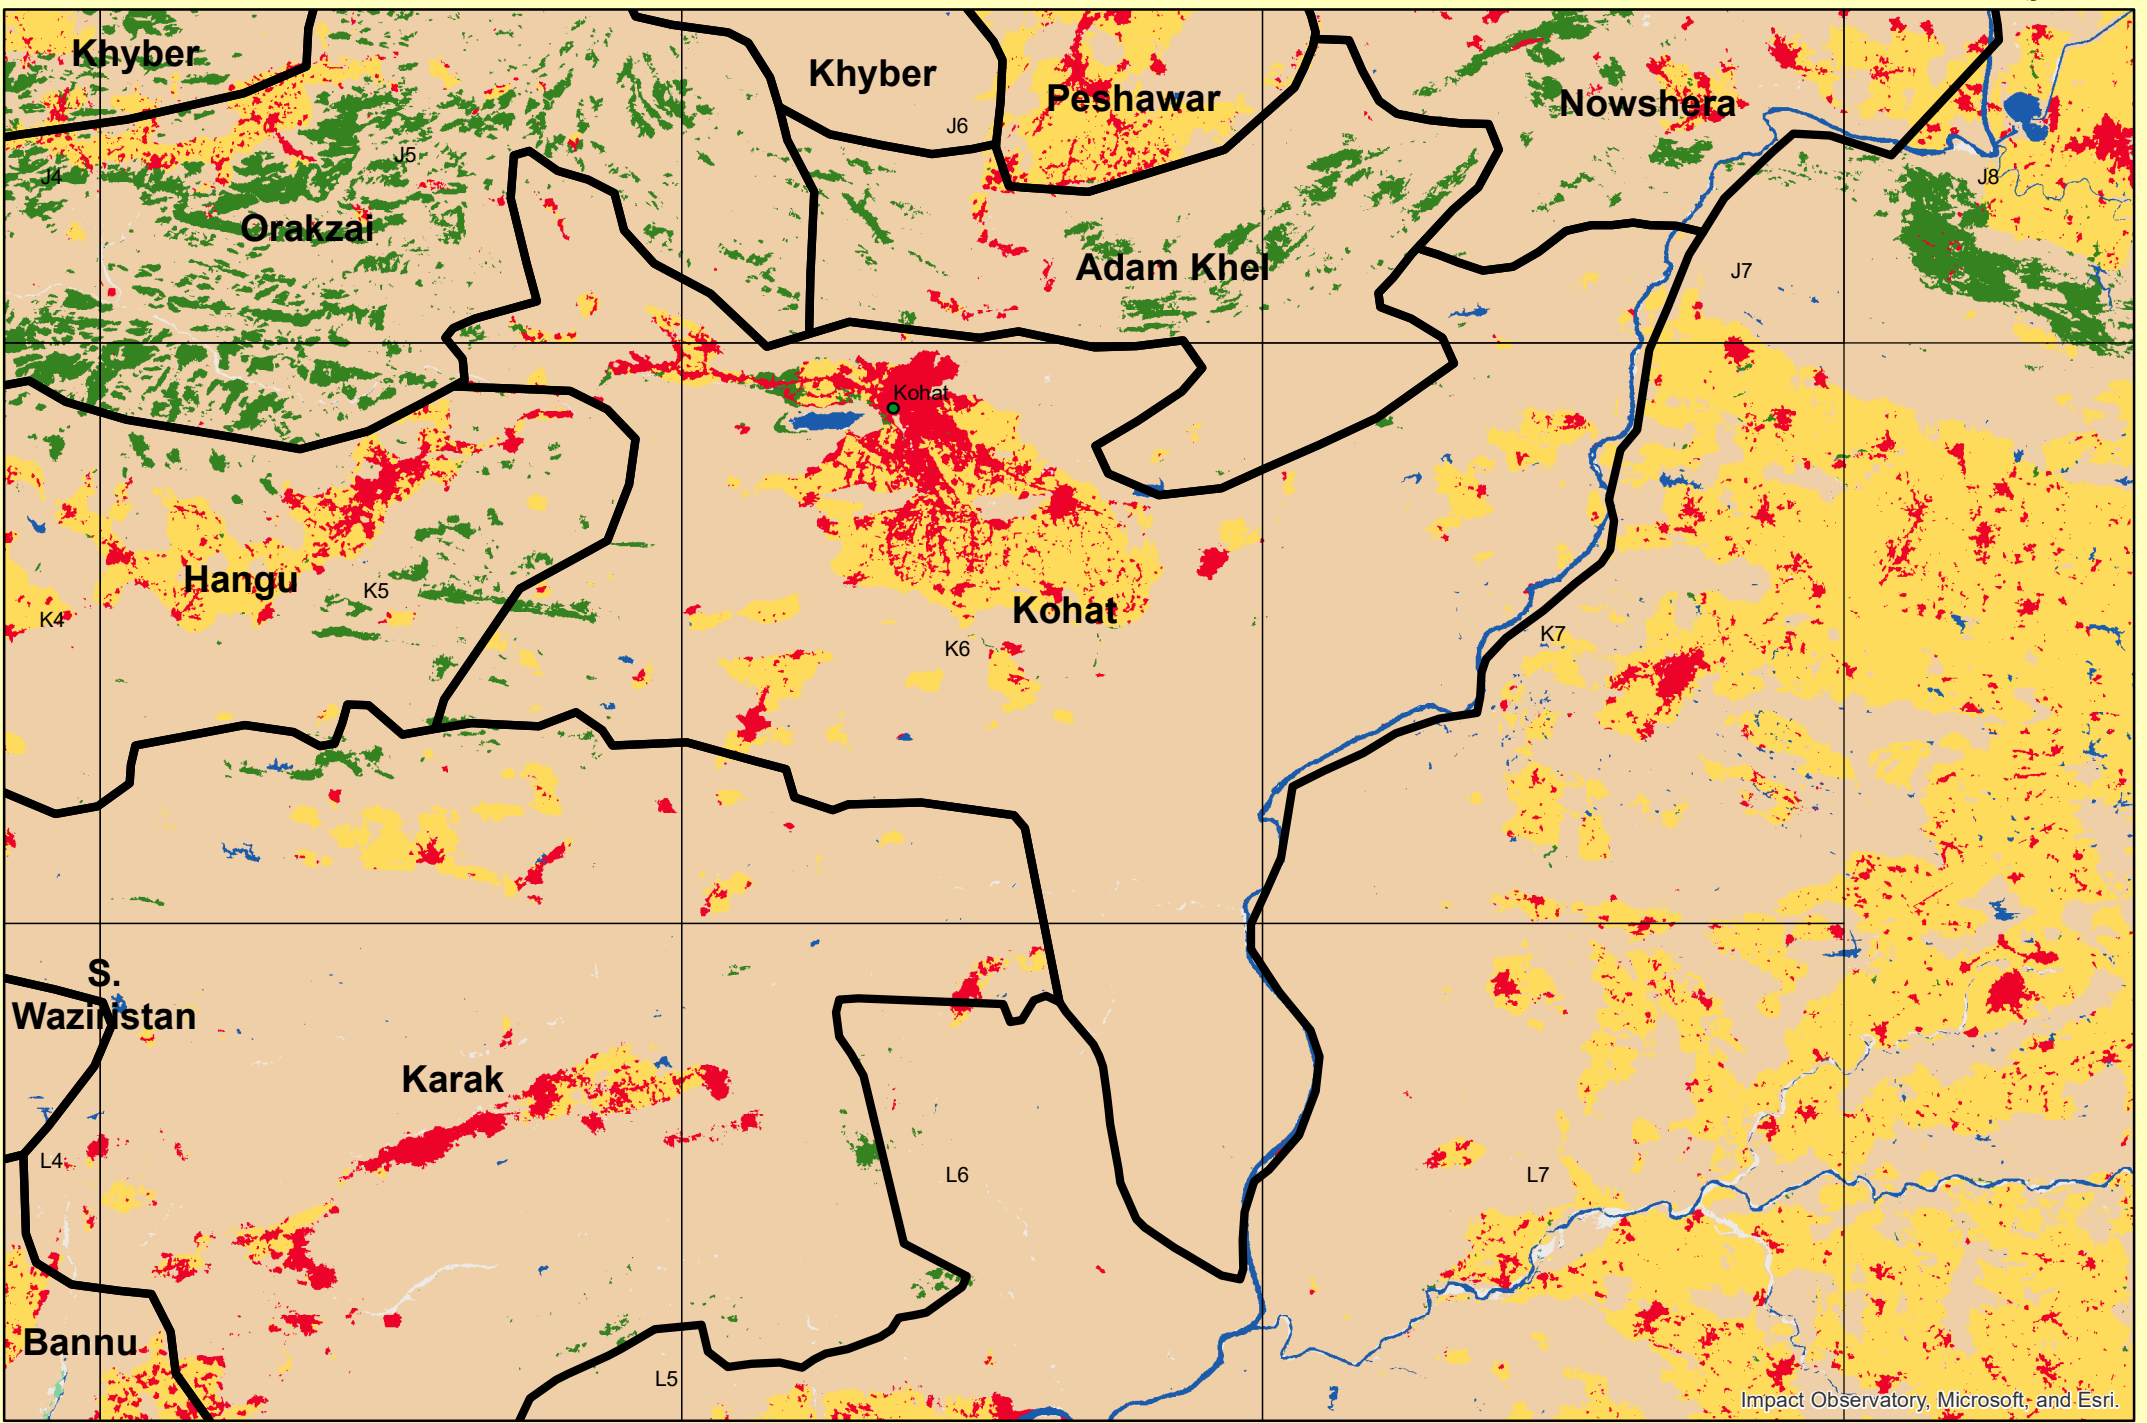 Khyber
Khyber
Peshawar
Nowshera
J6
J5
J4
J8
Orakzai
Adam Khel
J7
Kohat
Hangu
K5
Kohat
K4
K7
K6
S.
Waziristan
Karak
L4
L6
L7
Bannu
L5
Impact Observatory, Microsoft, and Esri.